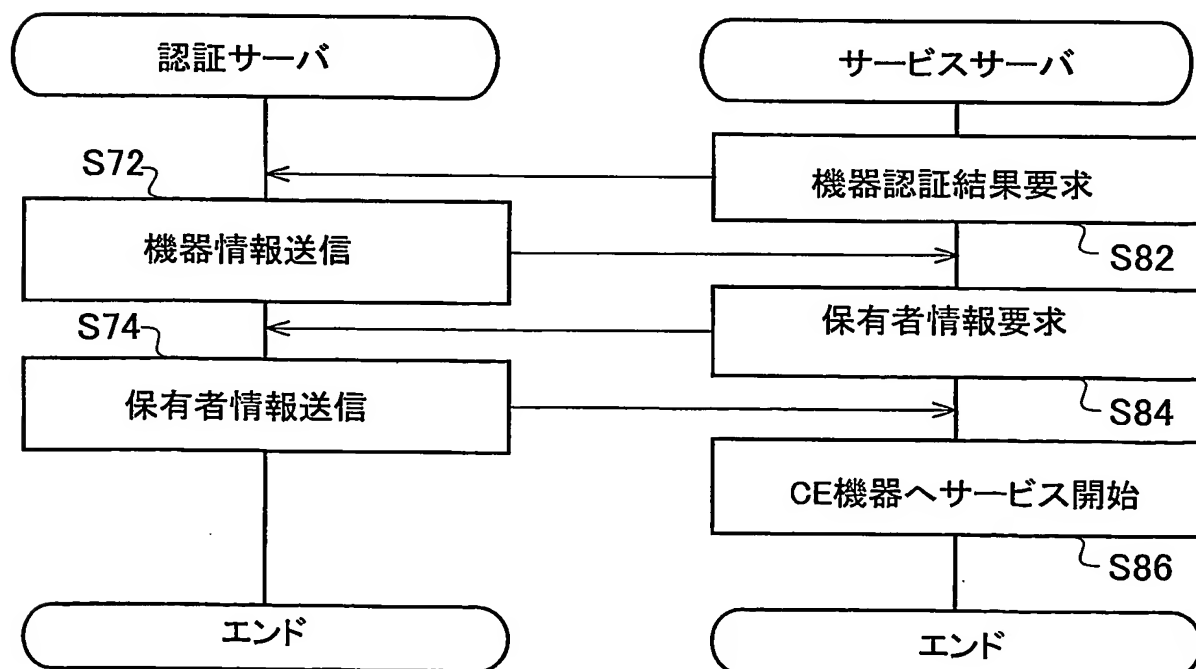 認証サーバ
サービスサーバ
S72
機器認証結果要求
機器情報送信
S82
S74
保有者情報要求
保有者情報送信
S84
CE機器へサービス開始
S86
エンド
エンド